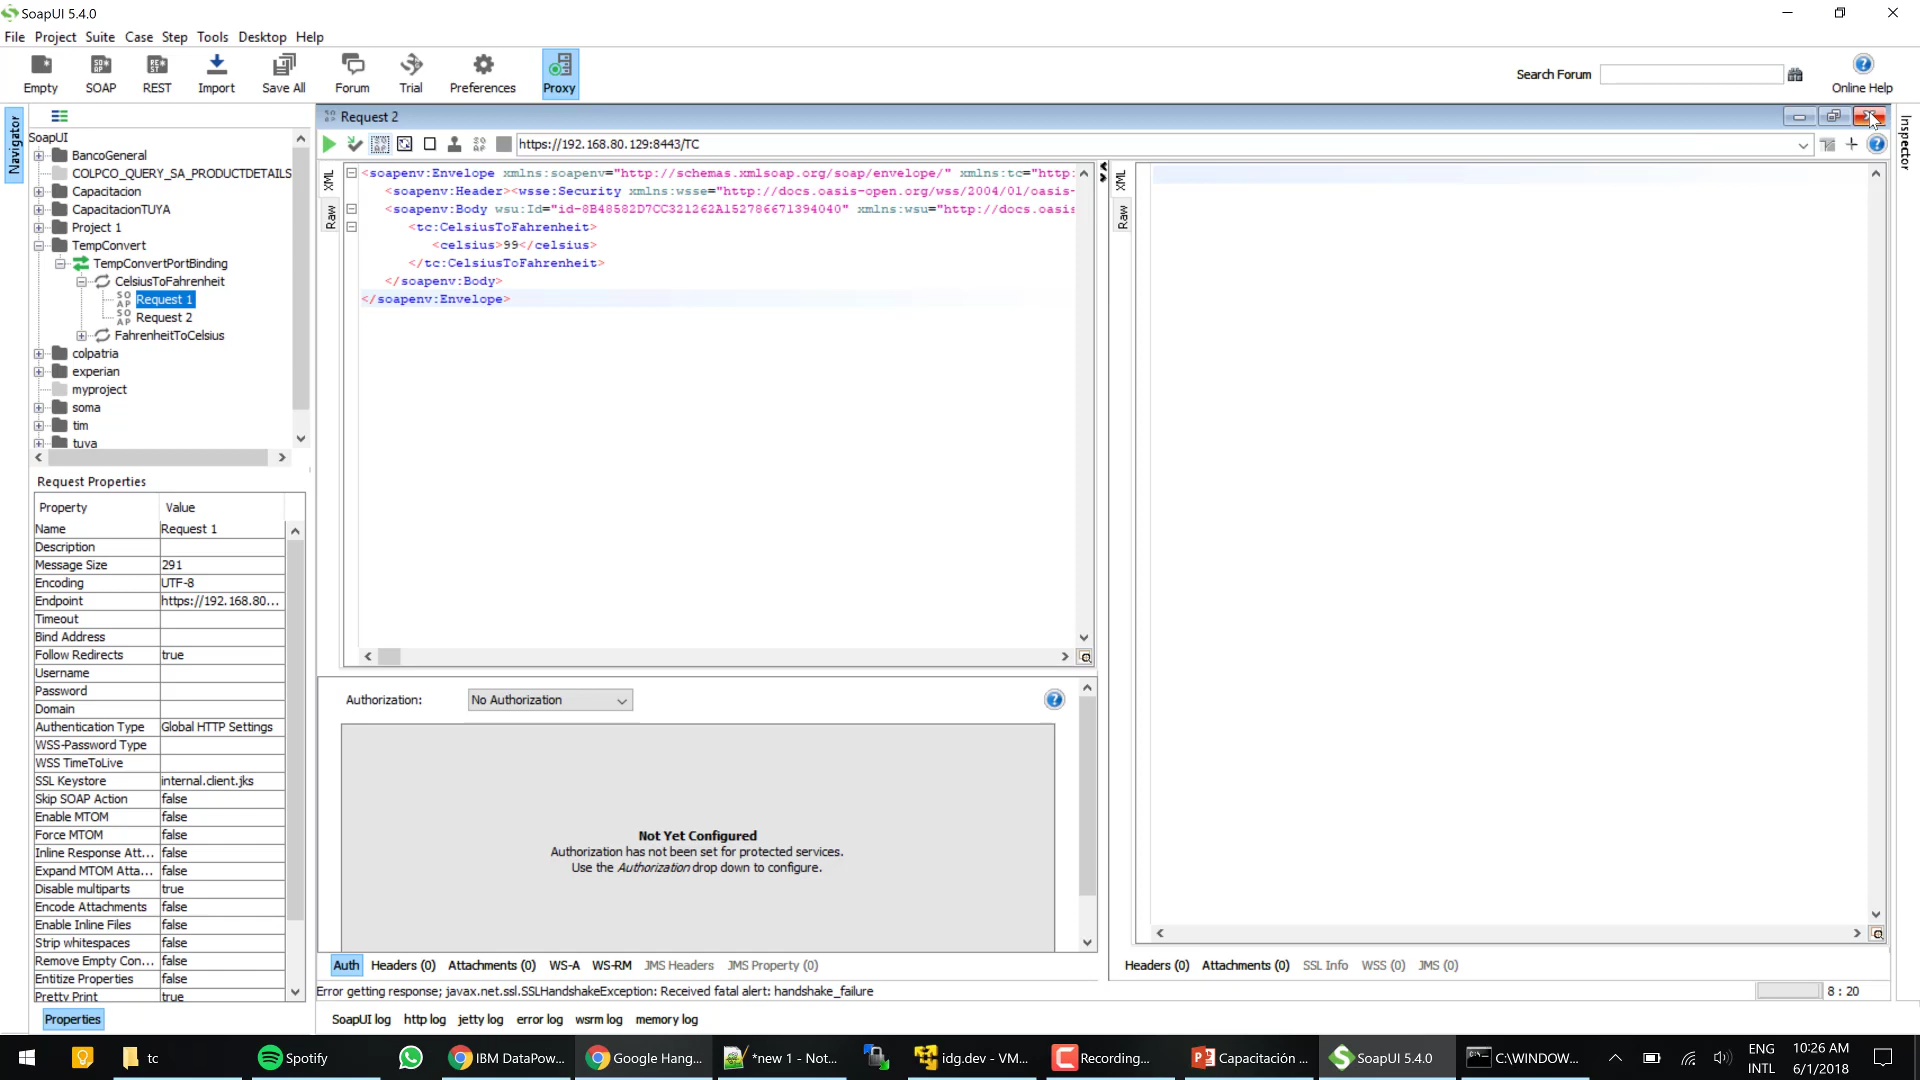 SoapUI 5.4.0
File Project Suite Case Step Tools Desktop Help
Empty SOAP REST Import Save All Forum Trial Preferences Proxy
Search Forum
Online Help
Navigator
SoapUI
BancoGeneral
COLPCO_QUERY_SA_PRODUCTDETAILS
Capacitacion
CapacitacionTUYA
Project 1
TempConvert
TempConvertPortBinding
CelsiusToFahrenheit
Request 1
Request 2
FahrenheitToCelsius
colpatria
experian
myproject
soma
tim
tuya
Request Properties
Property Value
Name Request 1
Description
Message Size 291
Encoding UTF-8
Endpoint https://192.168.80...
Timeout
Bind Address
Follow Redirects true
Username
Password
Domain
Authentication Type Global HTTP Settings
WSS-Password Type
WSS TimeToLive
SSL Keystore internal.client.jks
Skip SOAP Action false
Enable MTOM false
Force MTOM false
Inline Response Att... false
Expand MTOM Atta... false
Disable multiparts true
Encode Attachments false
Enable Inline Files false
Strip whitespaces false
Remove Empty Con... false
Entitize Properties false
Pretty Print true
Properties
Request 2
https://192.168.80.129:8443/TC
XML
Raw
<soapenv:Envelope xmlns:soapenv="http://schemas.xmlsoap.org/soap/envelope/" xmlns:tc="http:
<soapenv:Header><wsse:Security xmlns:wsse="http://docs.oasis-open.org/wss/2004/01/oasis-
<soapenv:Body wsu:Id="id-8B48582D7CC321262A152786671394040" xmlns:wsu="http://docs.oasis
<tc:CelsiusToFahrenheit>
<celsius>99</celsius>
</tc:CelsiusToFahrenheit>
</soapenv:Body>
</soapenv:Envelope>
Authorization: No Authorization
Not Yet Configured
Authorization has not been set for protected services.
Use the Authorization drop down to configure.
Auth Headers (0) Attachments (0) WS-A WS-RM JMS Headers JMS Property (0)
XML
Raw
Headers (0) Attachments (0) SSL Info WSS (0) JMS (0)
Inspector
Error getting response; javax.net.ssl.SSLHandshakeException: Received fatal alert: handshake_failure
8 : 20
SoapUI log http log jetty log error log wsrm log memory log
tc
Spotify
IBM DataPow...
Google Hang...
*new 1 - Not...
idg.dev - VM...
Recording...
Capacitación ...
SoapUI 5.4.0
C:\WINDOW...
ENG
INTL
10:26 AM
6/1/2018